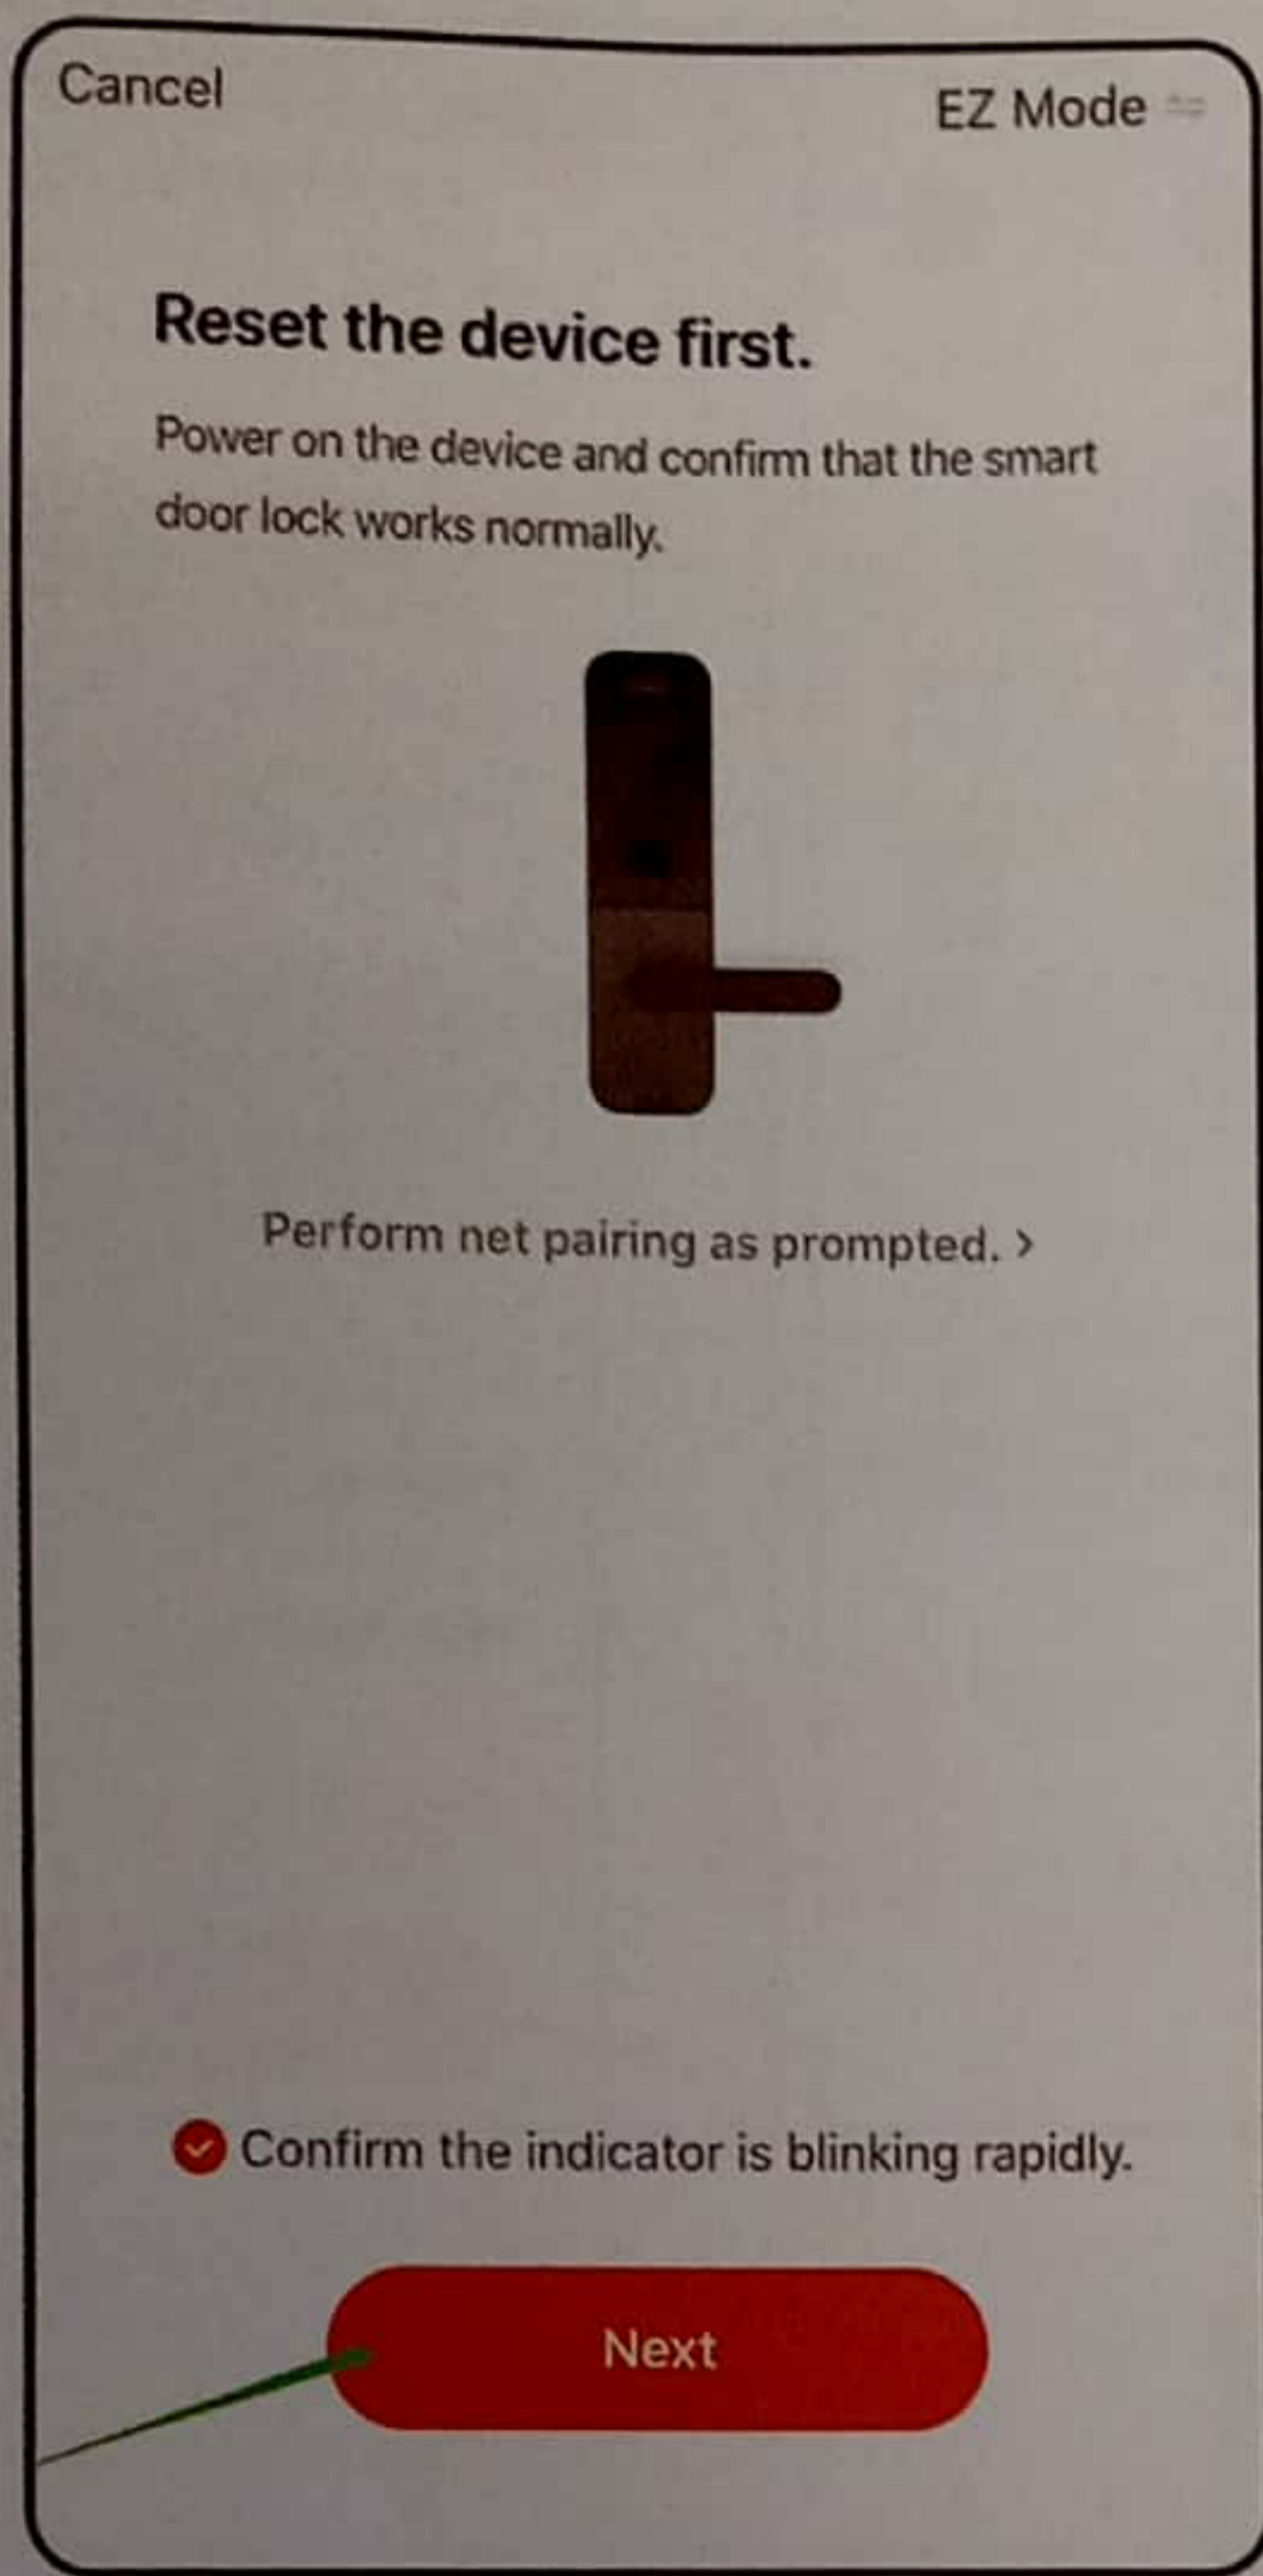 Cancel
EZ Mode
Reset the device first.
Power on the device and confirm that the smart
door lock works normally.
Perform net pairing as prompted. >
Confirm the indicator is blinking rapidly.
Next